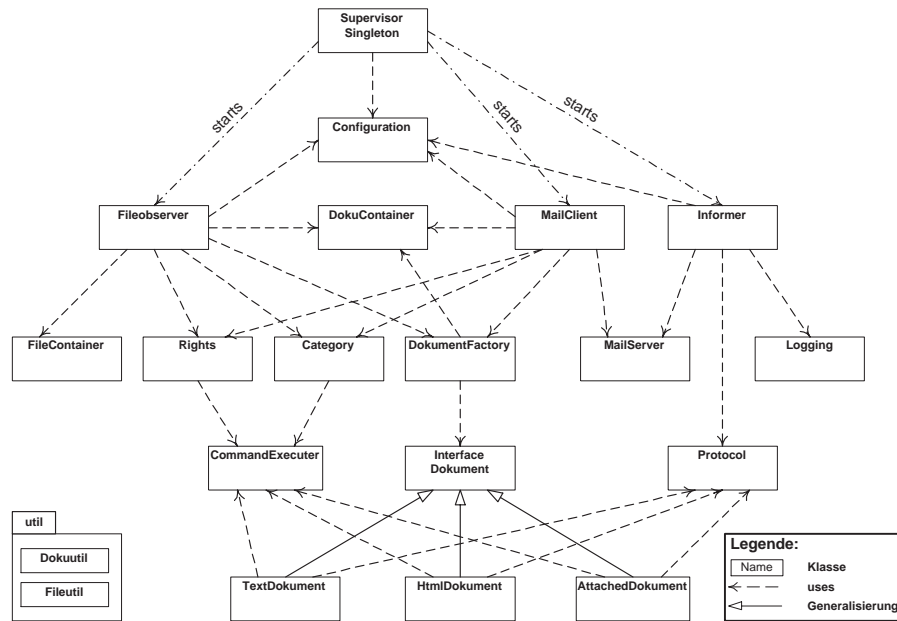 Supervisor
Singleton
starts
starts
starts
Configuration
Fileobserver
DokuContainer
MailClient
Informer
FileContainer
Rights
Category
DokumentFactory
MailServer
Logging
CommandExecuter
Interface
Dokument
Protocol
util
Dokuutil
Fileutil
TextDokument
HtmlDokument
AttachedDokument
Legende:
Name Klasse
uses
Generalisierung